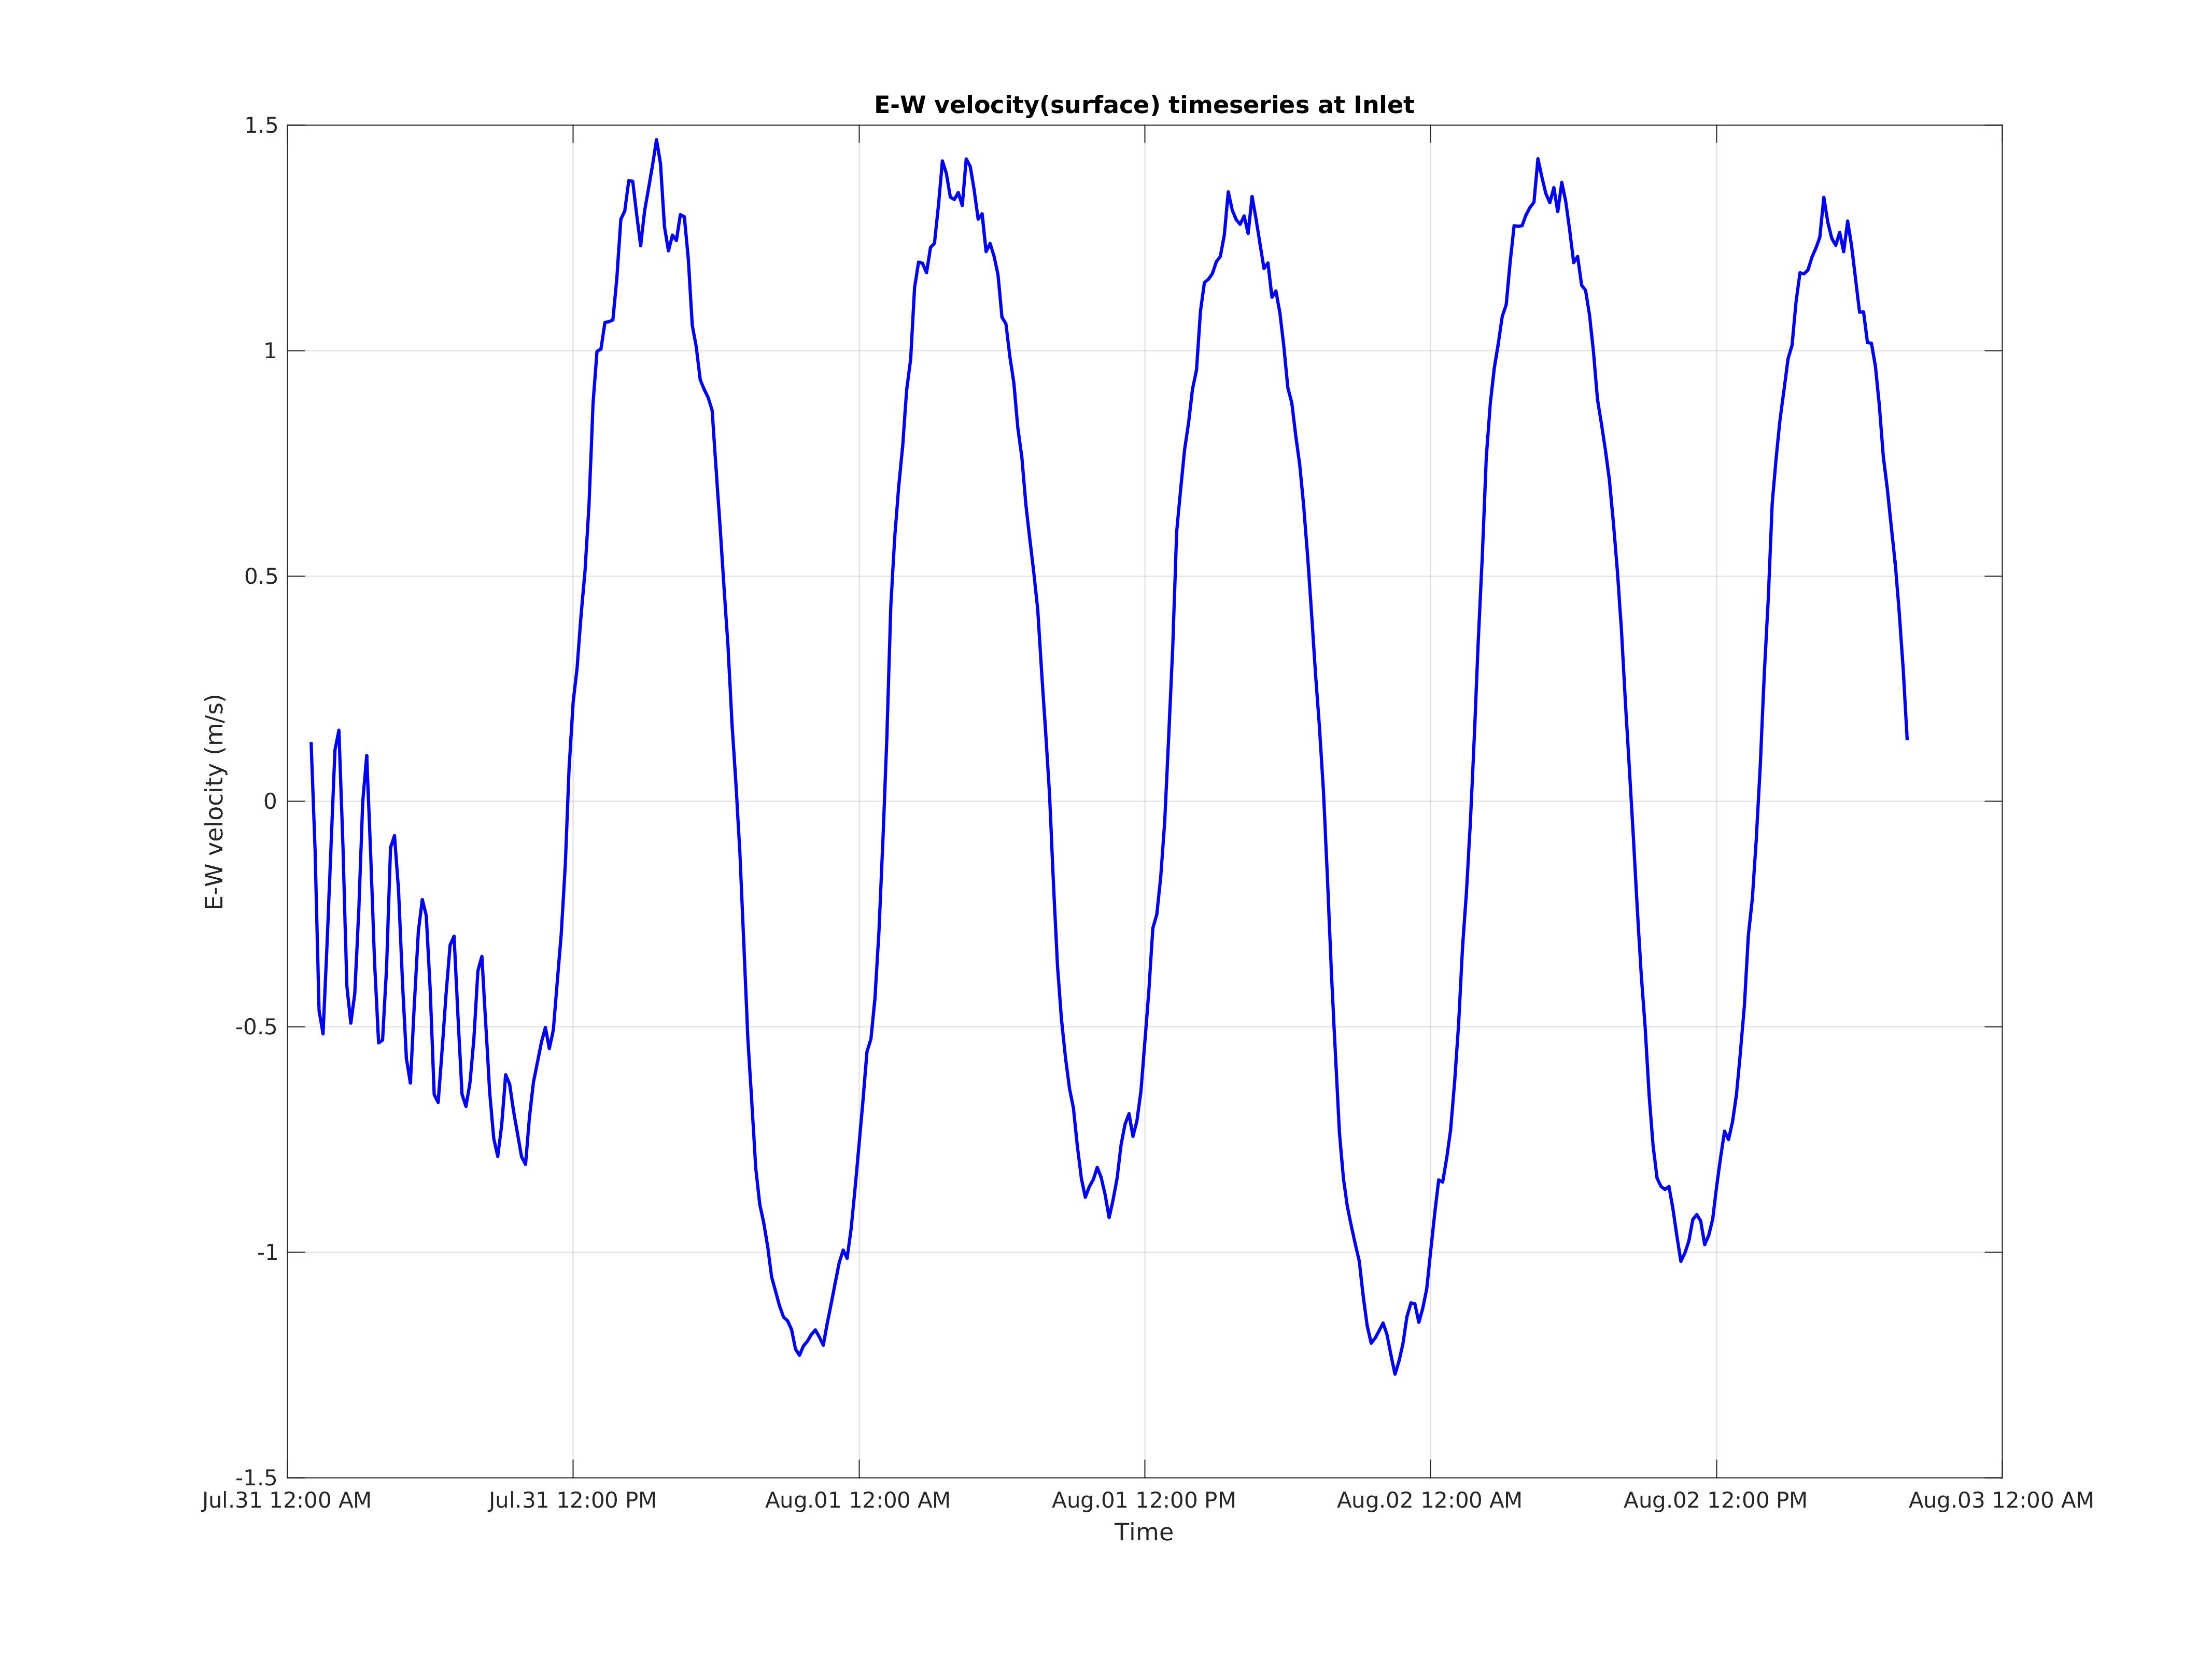 E-W velocity(surface) timeseries at Inlet
1.5
1
0.5
0
-0.5
-1
-1.5
E-W velocity (m/s)
Jul.31 12:00 AM
Jul.31 12:00 PM
Aug.01 12:00 AM
Aug.01 12:00 PM
Aug.02 12:00 AM
Aug.02 12:00 PM
Aug.03 12:00 AM
Time